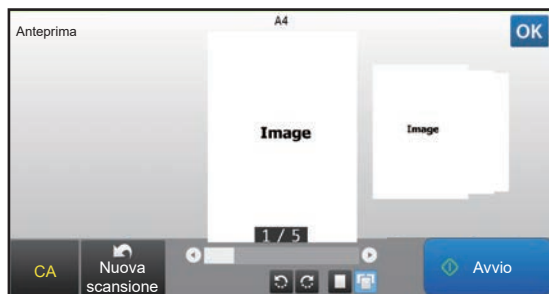 A4
Anteprima
OK
Image
Image
1 / 5
CA
Nuova
scansione
Avvio